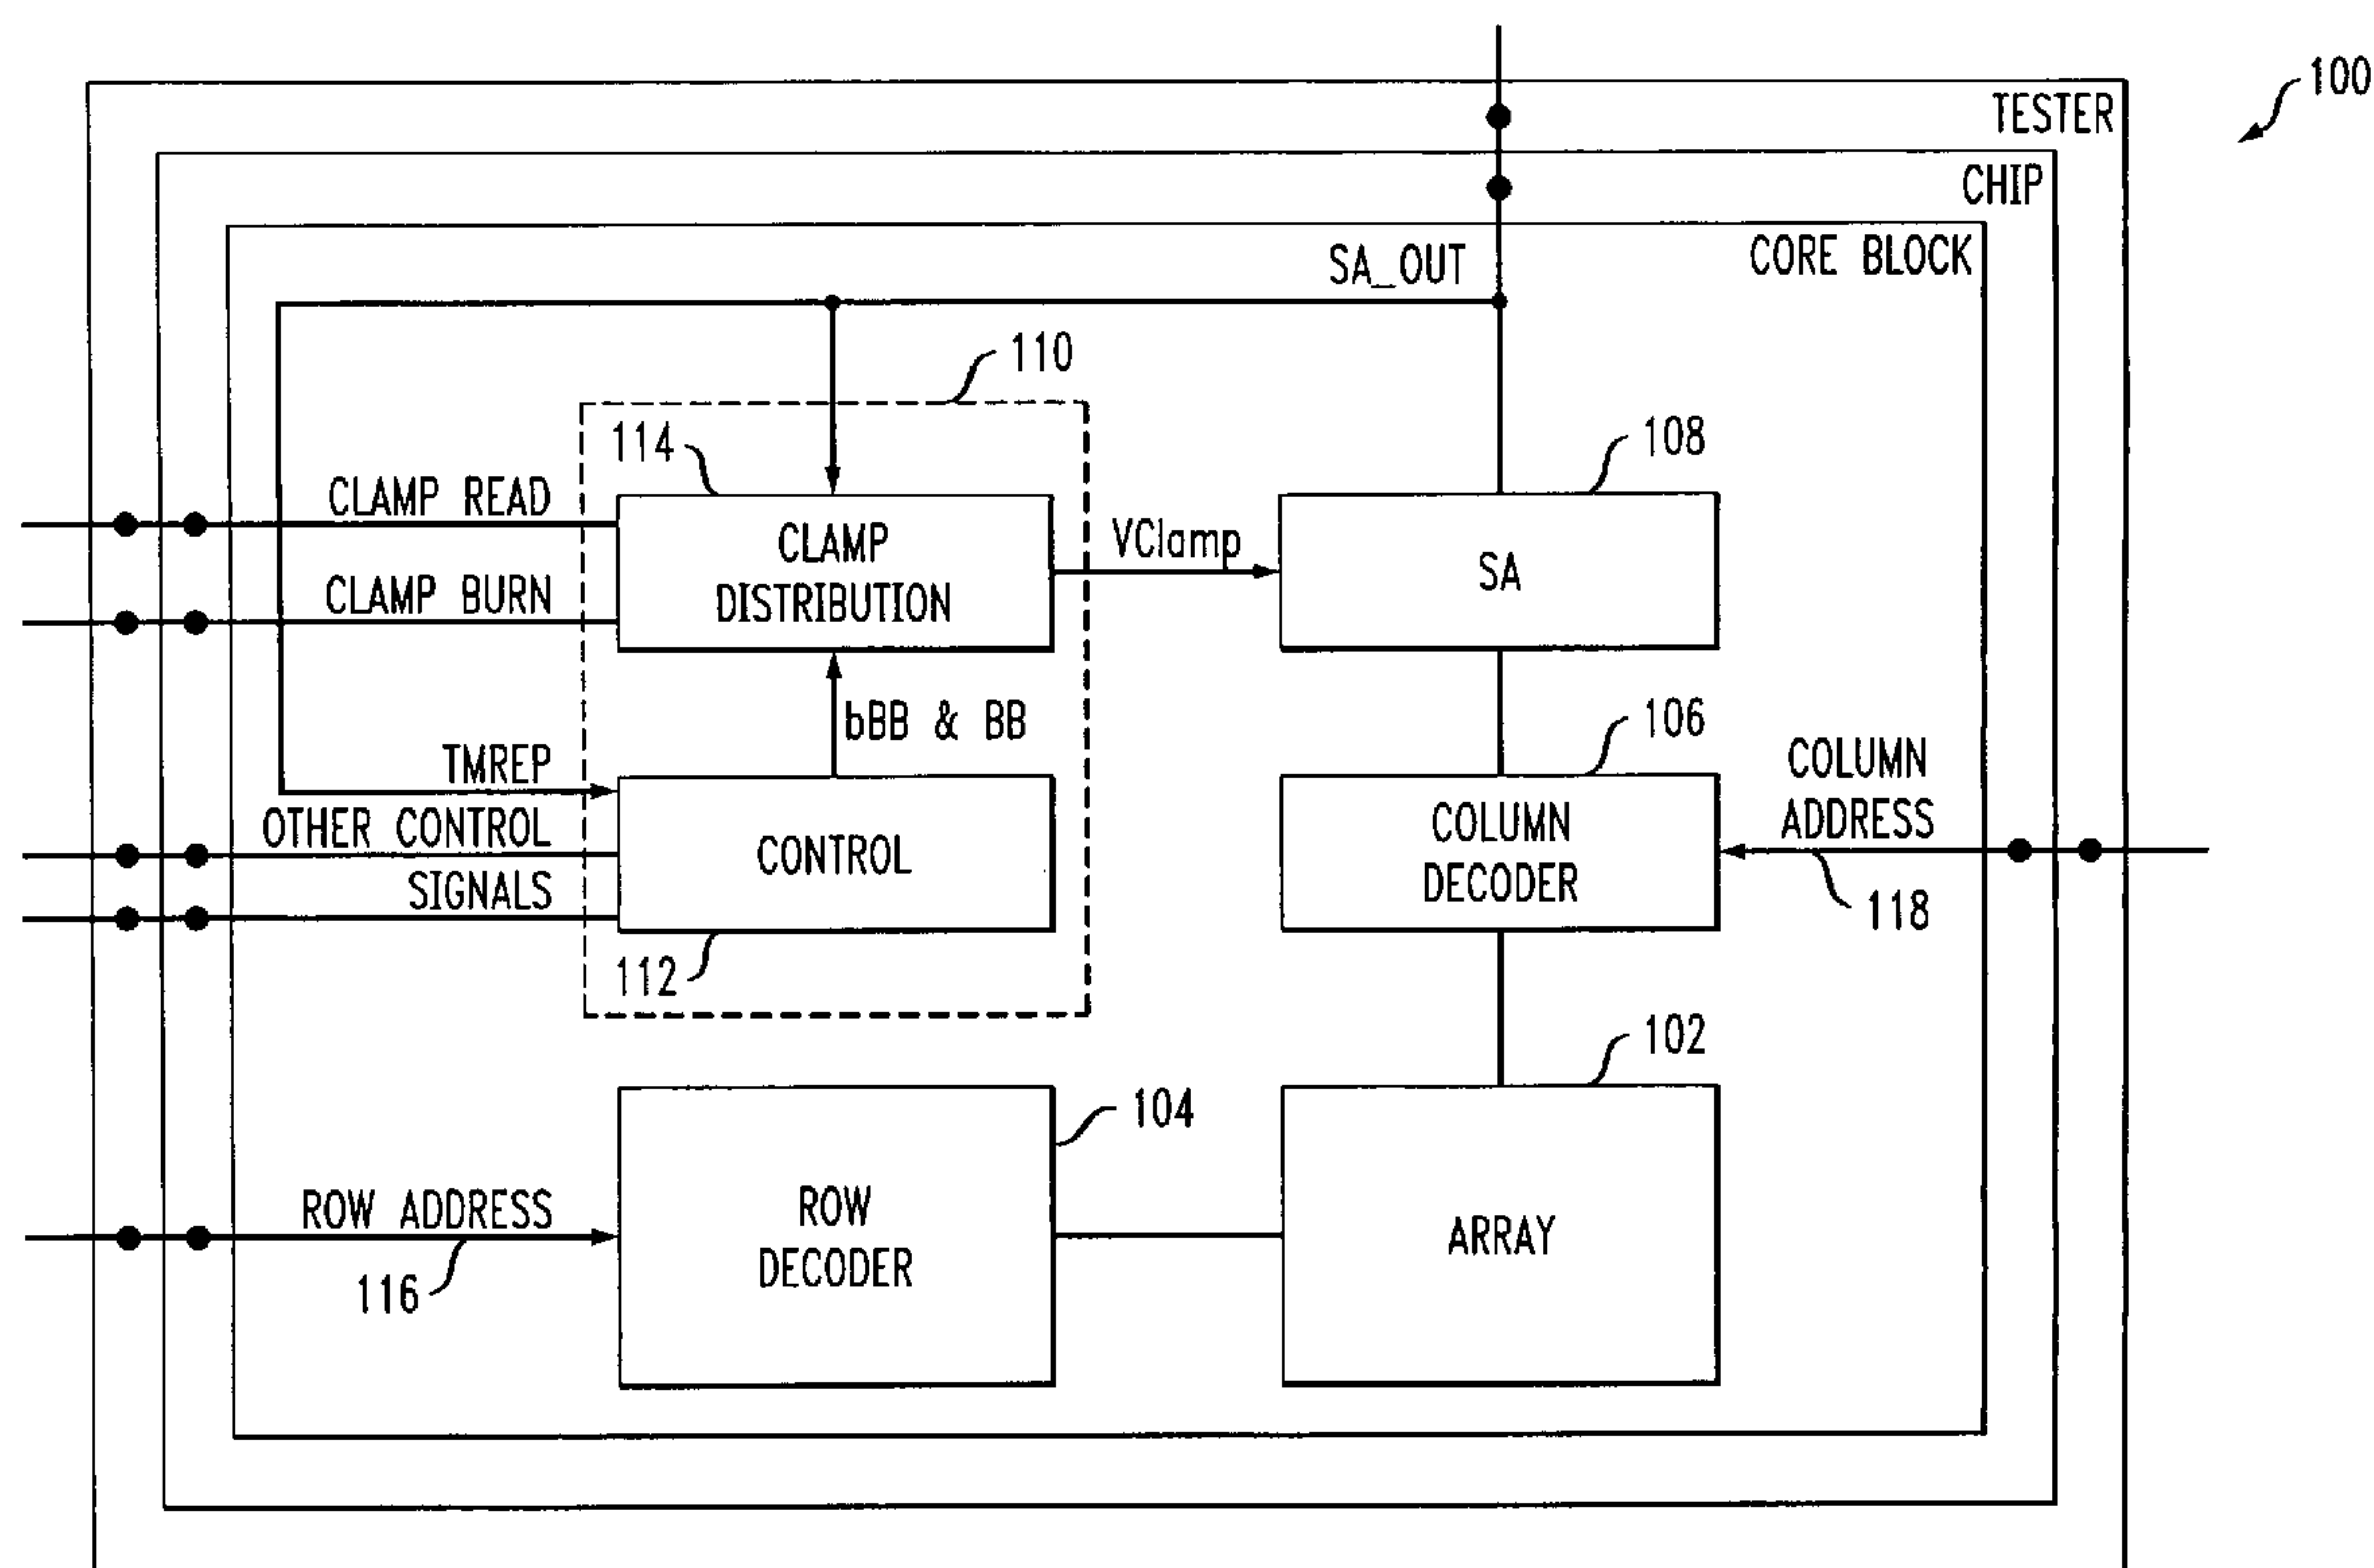 100
TESTER
CHIP
CORE BLOCK
SA_OUT
110
114
108
CLAMP READ
CLAMP
DISTRIBUTION
VClamp
SA
CLAMP BURN
bBB & BB
106
TMREP
COLUMN
ADDRESS
OTHER CONTROL
SIGNALS
CONTROL
COLUMN
DECODER
118
112
102
104
ROW ADDRESS
ROW
DECODER
ARRAY
116